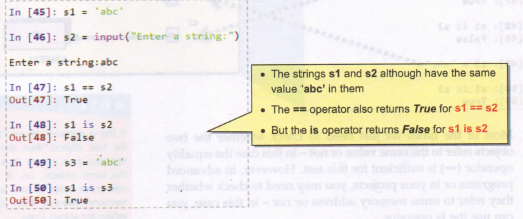 In [45]: s1 = 'abc'
In [46]: s2 = input("Enter a string:")
Enter a string:abc
In [47]: s1 == s2
Out[47]: True
In [48]: s1 is s2
Out[48]: False
In [49]: s3 = 'abc'
In [50]: s1 is s3
Out[50]: True
• The strings s1 and s2 although have the same
value 'abc' in them
• The == operator also returns True for s1 == s2
• But the is operator returns False for s1 is s2